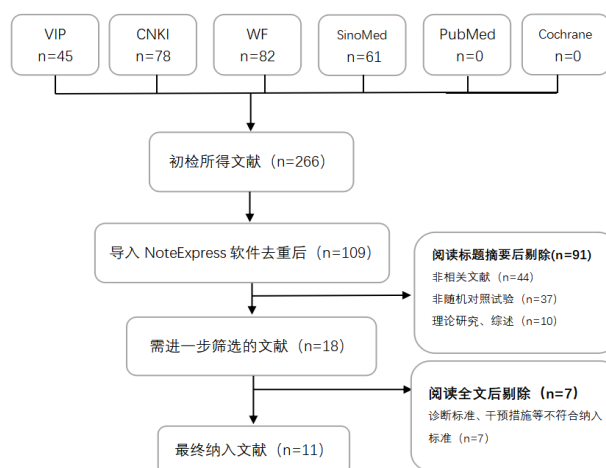 VIP
n=45
CNKI
n=78
WF
n=82
SinoMed
n=61
PubMed
n=0
Cochrane
n=0
初检所得文献（n=266）
导入 NoteExpress 软件去重后（n=109）
阅读标题摘要后剔除(n=91)
非相关文献（n=44）
非随机对照试验（n=37）
理论研究、综述（n=10）
需进一步筛选的文献（n=18）
阅读全文后剔除（n=7）
诊断标准、干预措施等不符合纳入
标准（n=7）
最终纳入文献（n=11）